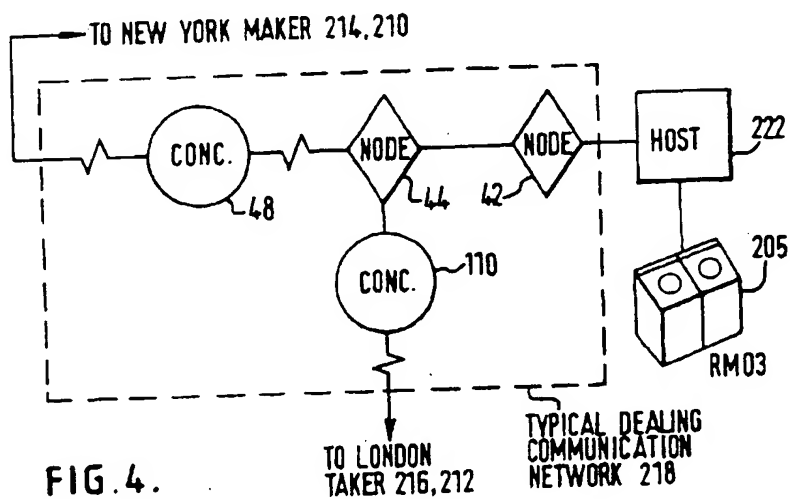 TO NEW YORK MAKER 214,210
CONC.
48
NODE
44
NODE
42
HOST
222
CONC.
110
205
RM03
TO LONDON
TAKER 216,212
TYPICAL DEALING
COMMUNICATION
NETWORK 218
FIG.4.